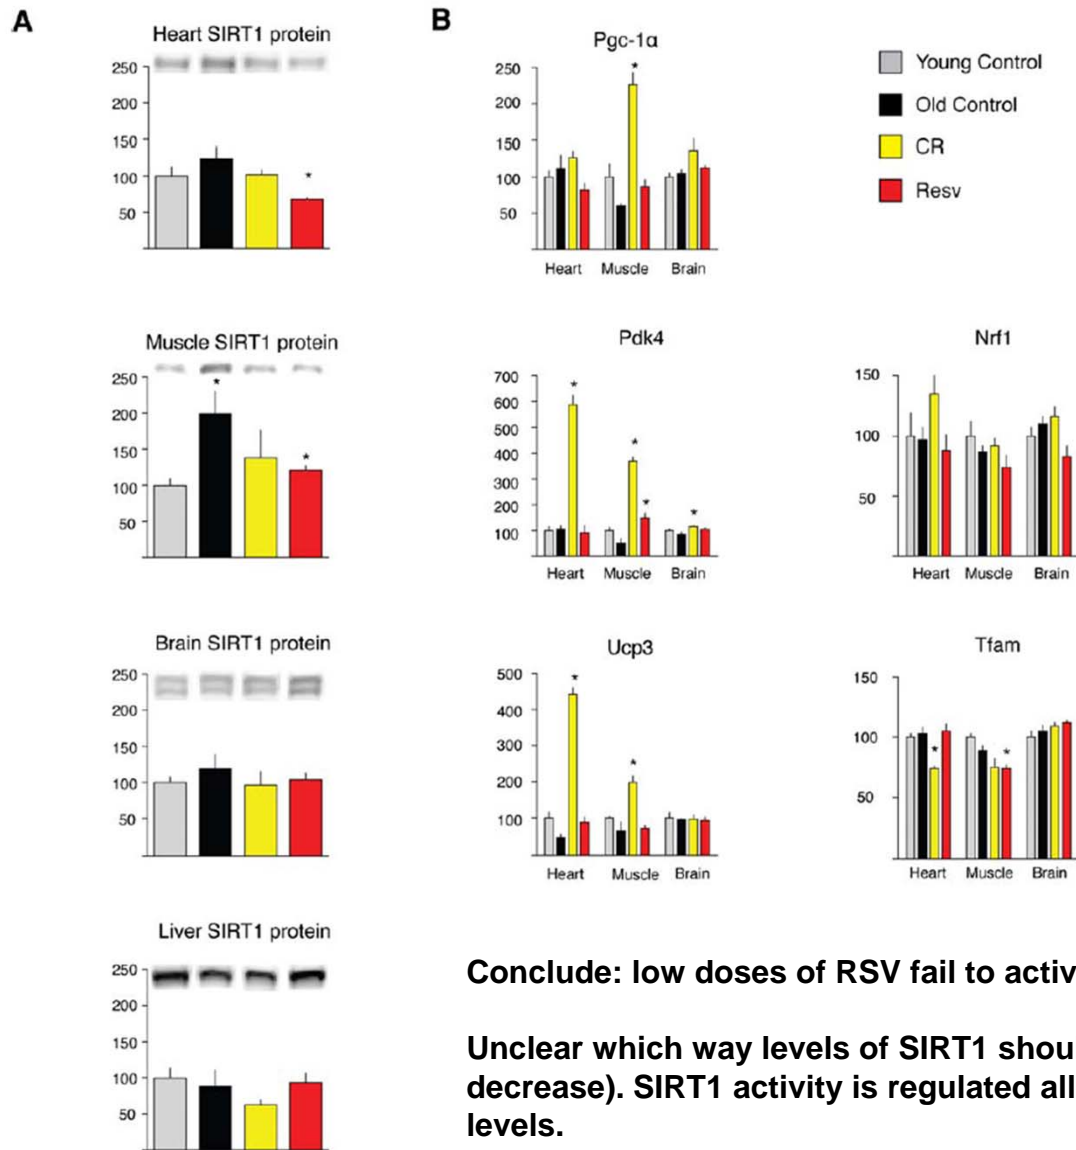 A
Heart SIRT1 protein
250
200
150
100
50
*
Muscle SIRT1 protein
250
200
150
100
50
*
*
Brain SIRT1 protein
250
200
150
100
50
Liver SIRT1 protein
250
200
150
100
50
B
Pgc-1α
250
200
150
100
50
*
Heart Muscle Brain
Young Control
Old Control
CR
Resv
Pdk4
700
600
500
400
300
200
100
*
*
*
*
Heart Muscle Brain
Nrf1
150
100
50
Heart Muscle Brain
Ucp3
500
400
300
200
100
*
*
Heart Muscle Brain
Tfam
150
100
50
*
*
Heart Muscle Brain
Conclude: low doses of RSV fail to activ
Unclear which way levels of SIRT1 shou
decrease). SIRT1 activity is regulated all
levels.